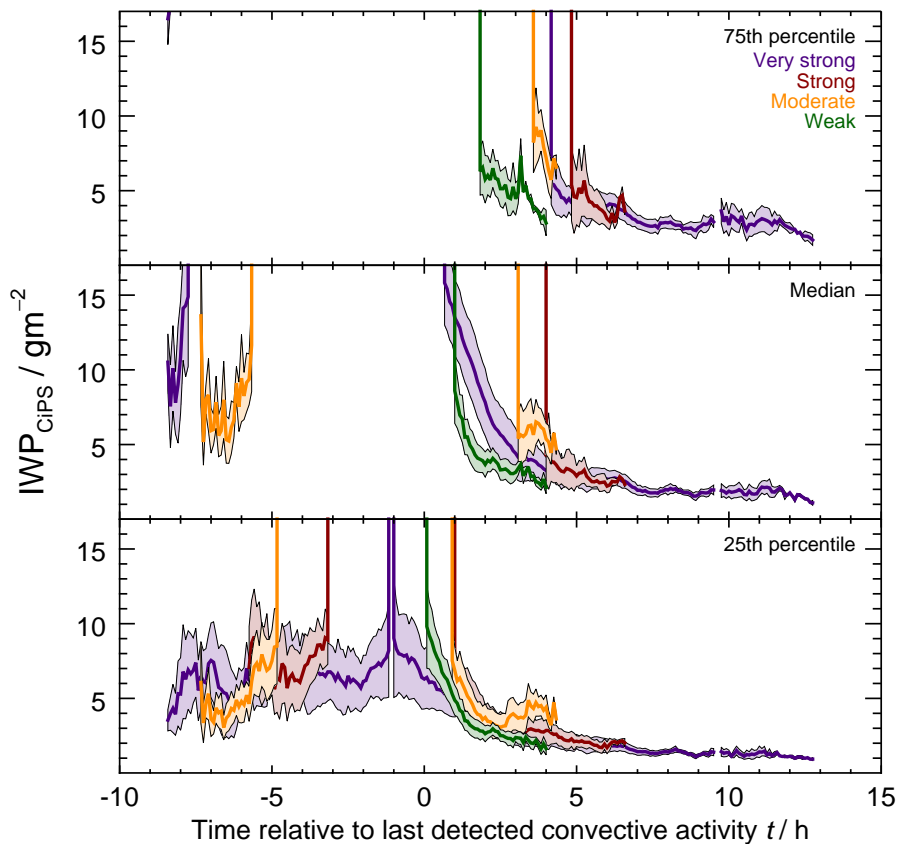 75th percentile
Very strong
Strong
Moderate
Weak
15
10
5
Median
15
10
5
25th percentile
15
10
5
IWP_CiPS / gm⁻²
-10 -5 0 5 10 15
Time relative to last detected convective activity t / h